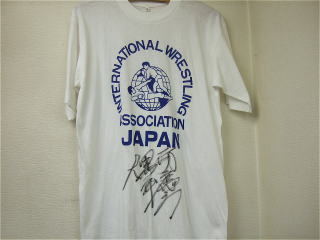 INTERNATIONAL WRESTLING
ASSOCIATION
JAPAN